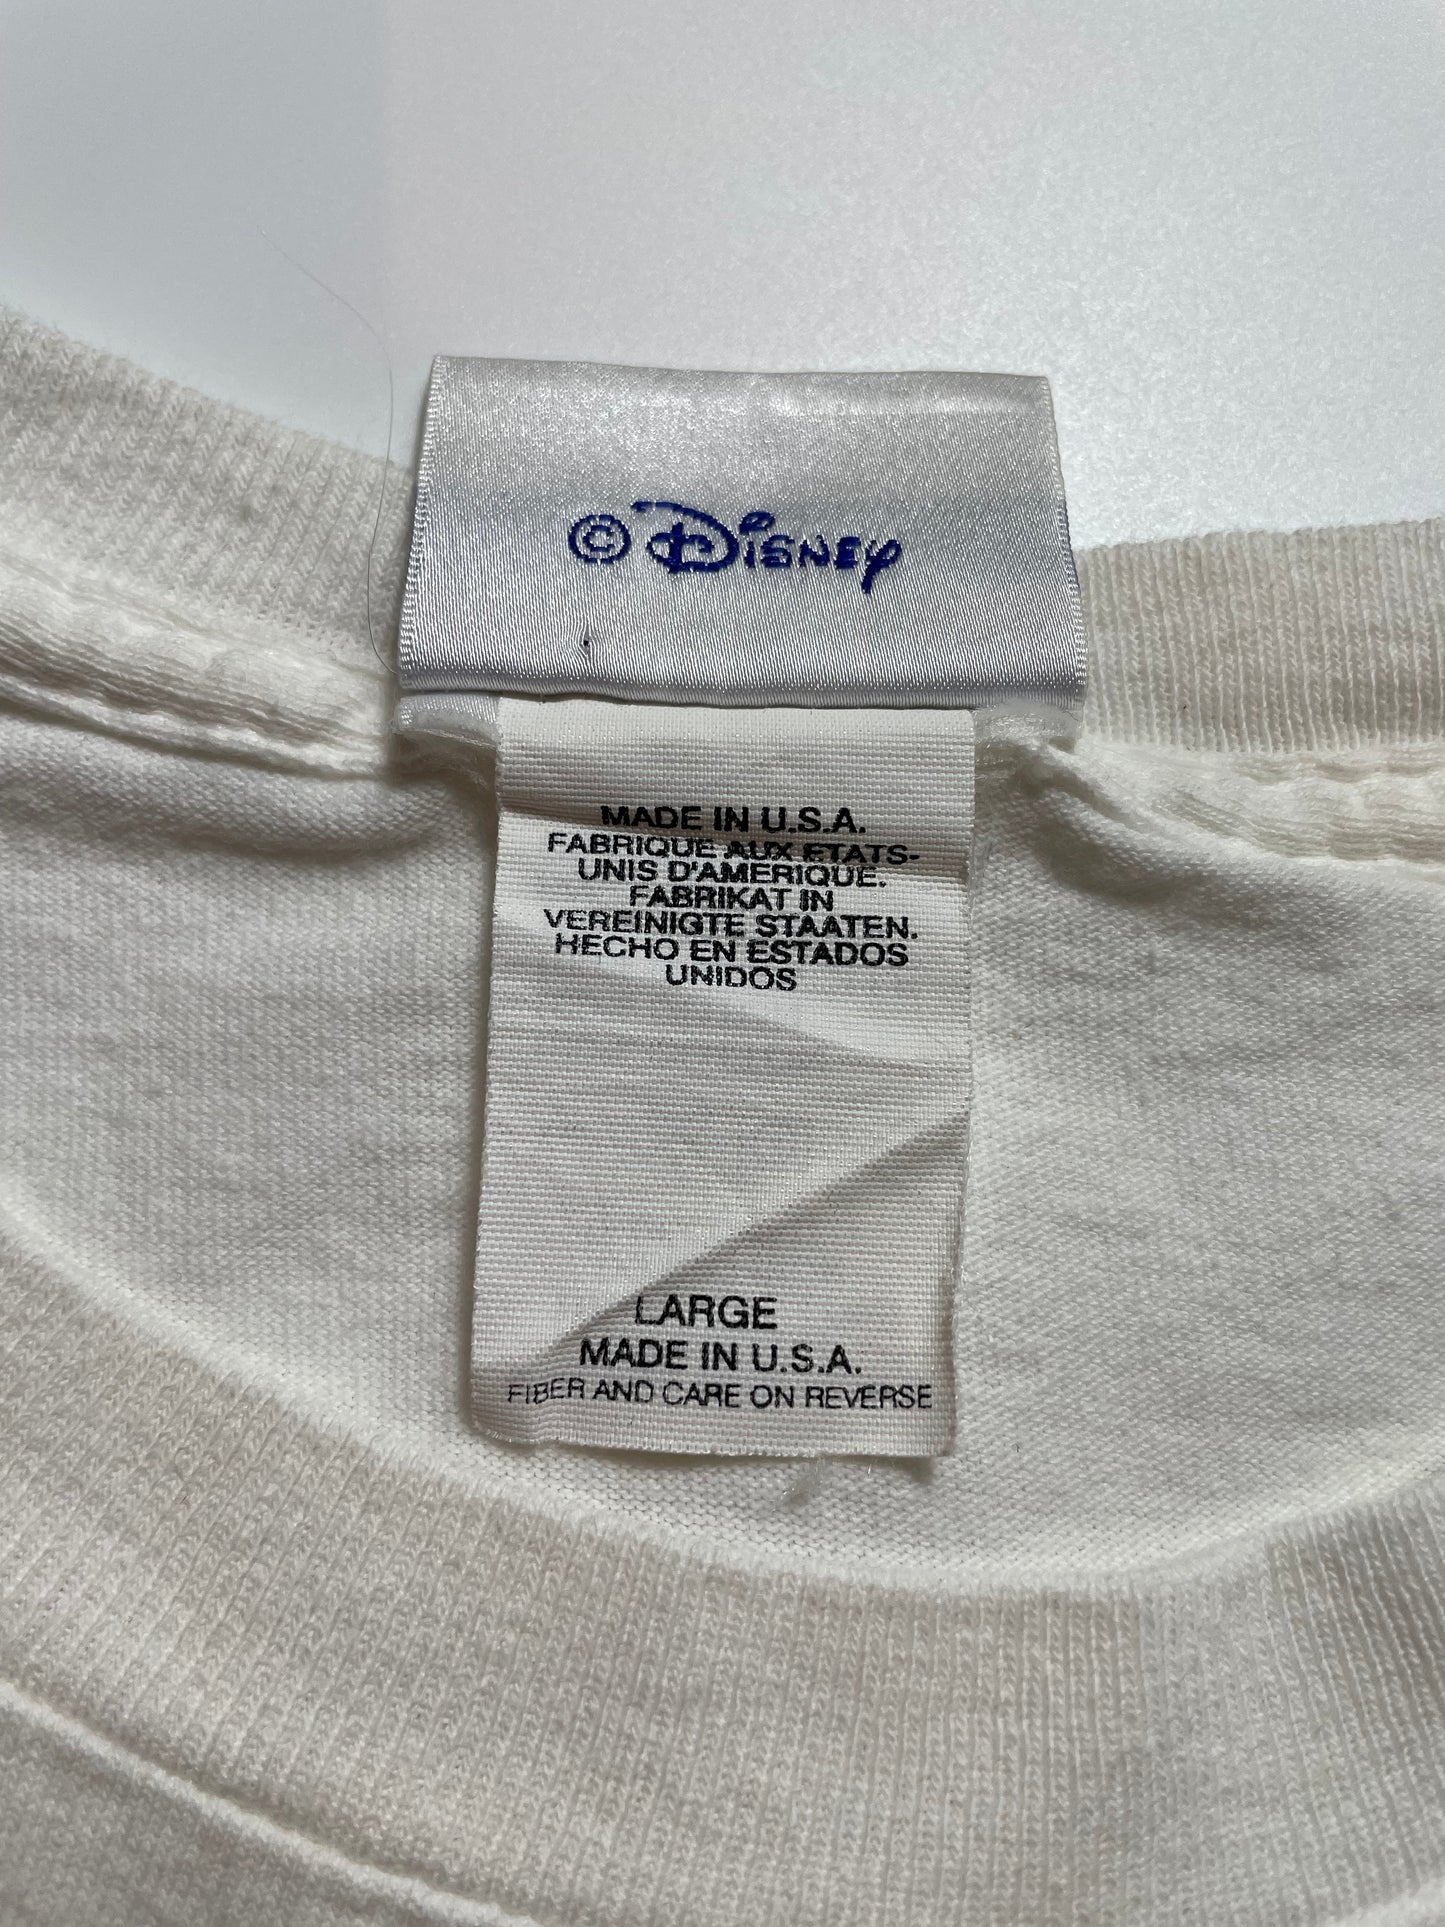 © Disney
MADE IN U.S.A.
FABRIQUE AUX ETATS-
UNIS D'AMERIQUE.
FABRIKAT IN
VEREINIGTE STAATEN.
HECHO EN ESTADOS
UNIDOS
LARGE
MADE IN U.S.A.
FIBER AND CARE ON REVERSE